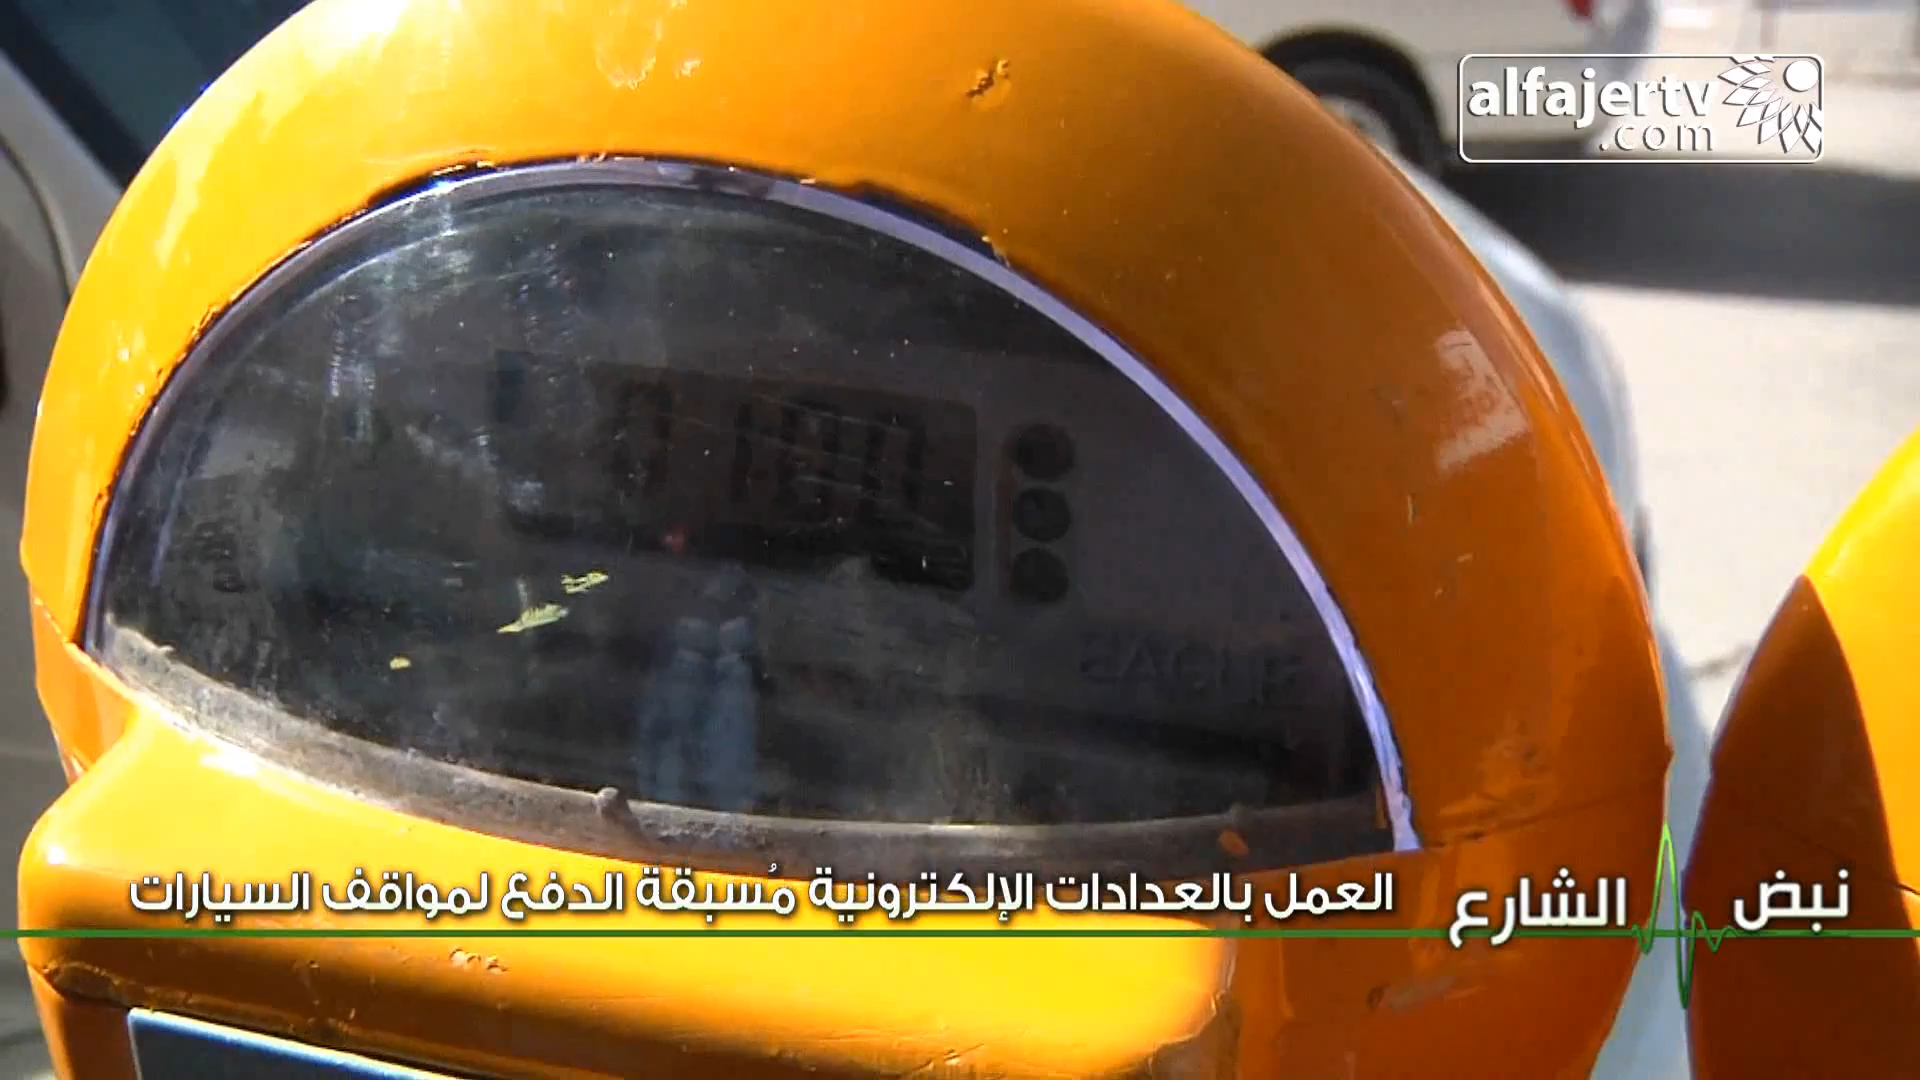 alfajertv
.com
العمل بالعدادات الإلكترونية مُسبقة الدفع لمواقف السيارات
نبض الشارع